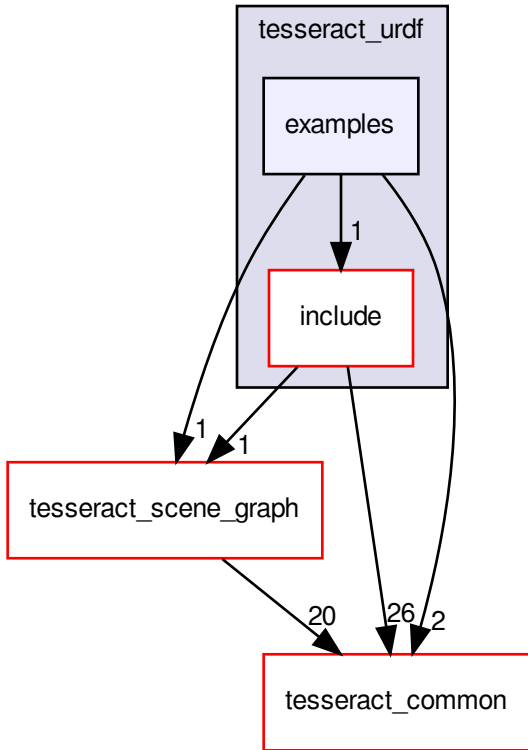 tesseract_urdf
examples
1
include
1
1
tesseract_scene_graph
20
26
2
tesseract_common